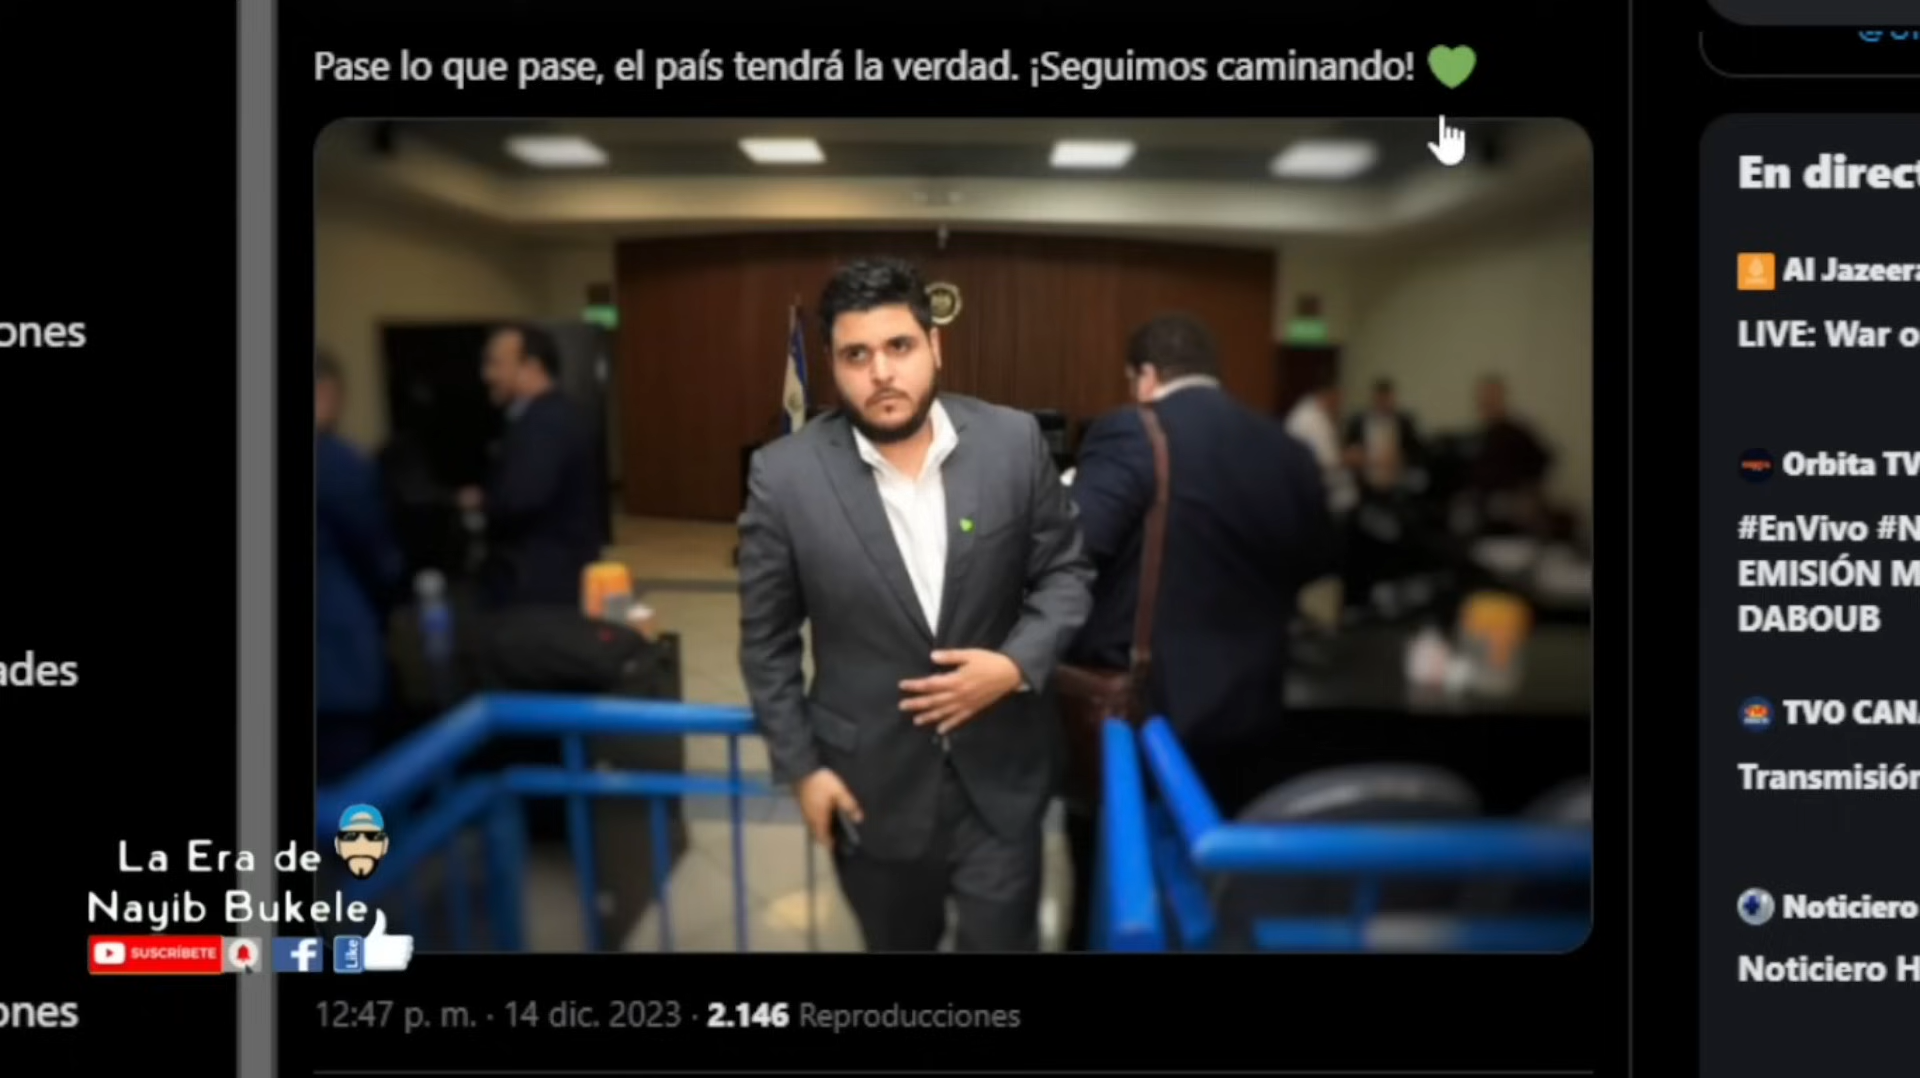 Pase lo que pase, el país tendrá la verdad. ¡Seguimos caminando! 💚
En direct
Al Jazeera
LIVE: War o
ones
Orbita TV
#EnVivo #N
EMISIÓN M
DABOUB
ades
TVO CAN
Transmisión
La Era de
Nayib Bukele
SUSCRÍBETE
Like
Noticiero
Noticiero H
ones
12:47 p. m. · 14 dic. 2023 · 2.146 Reproducciones